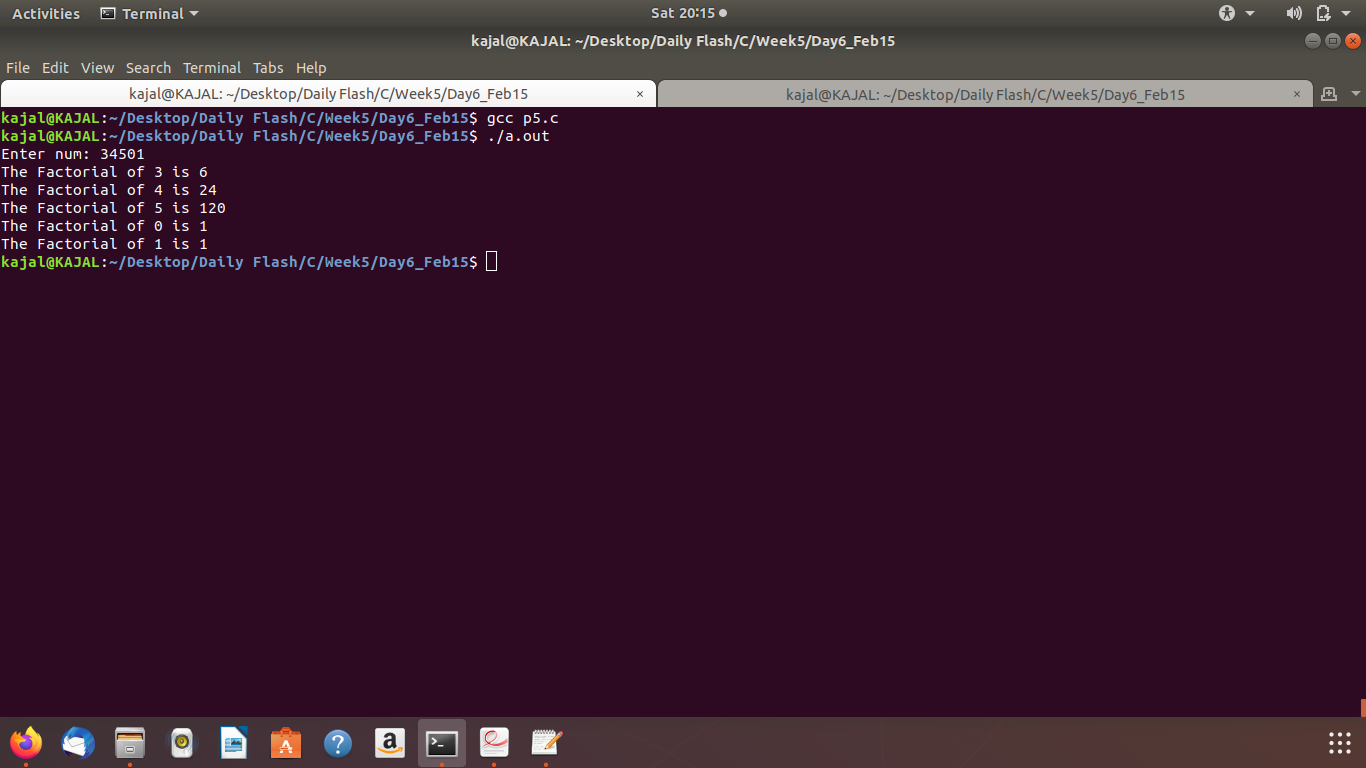 Activities Terminal Sat 20:15
kajal@KAJAL: ~/Desktop/Daily Flash/C/Week5/Day6_Feb15
File Edit View Search Terminal Tabs Help
kajal@KAJAL: ~/Desktop/Daily Flash/C/Week5/Day6_Feb15 × kajal@KAJAL: ~/Desktop/Daily Flash/C/Week5/Day6_Feb15 ×
kajal@KAJAL:~/Desktop/Daily Flash/C/Week5/Day6_Feb15$ gcc p5.c
kajal@KAJAL:~/Desktop/Daily Flash/C/Week5/Day6_Feb15$ ./a.out
Enter num: 34501
The Factorial of 3 is 6
The Factorial of 4 is 24
The Factorial of 5 is 120
The Factorial of 0 is 1
The Factorial of 1 is 1
kajal@KAJAL:~/Desktop/Daily Flash/C/Week5/Day6_Feb15$